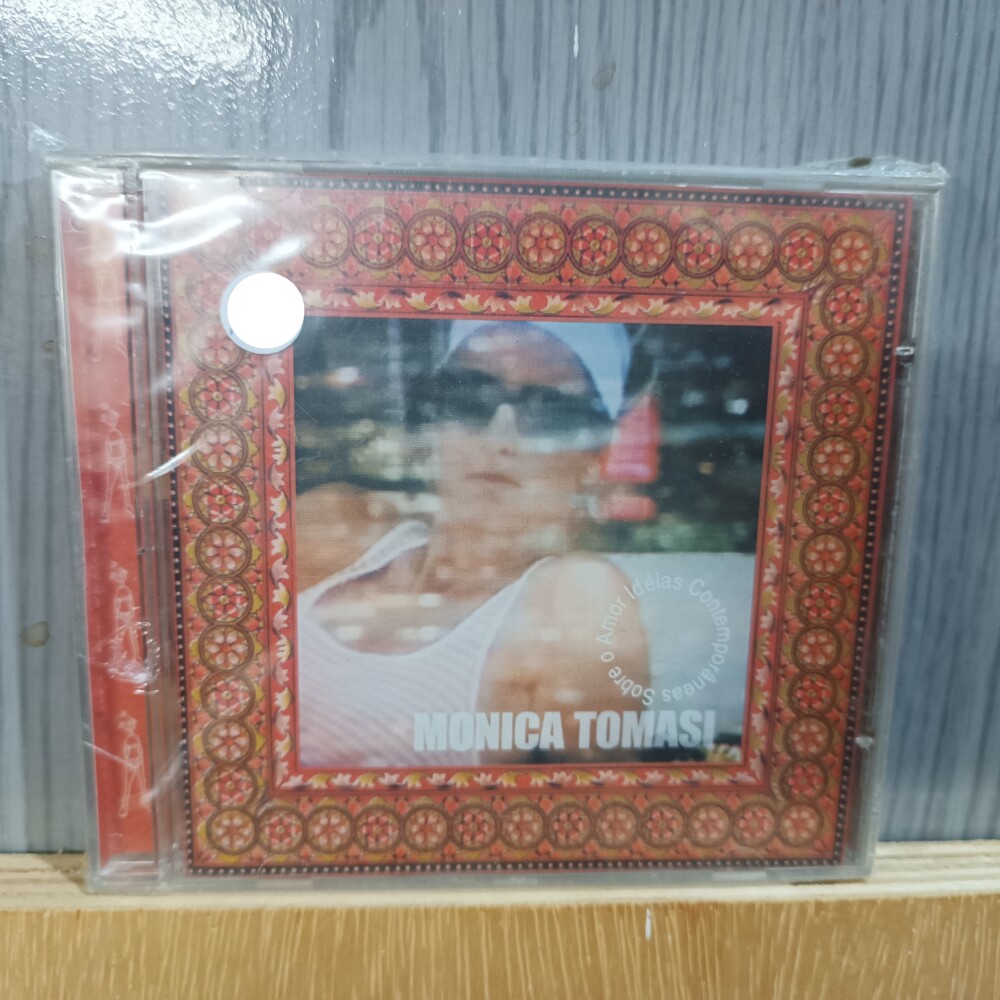 Idéias Contemporâneas Sobre o Amor
MONICA TOMASI